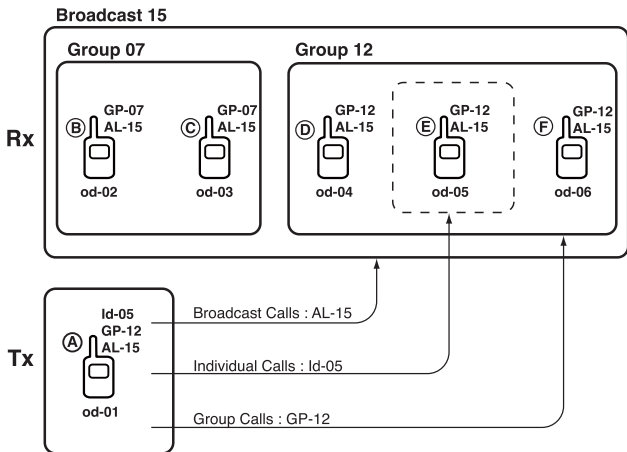 Broadcast 15
Group 07
Group 12
Rx
B
GP-07
AL-15
od-02
C
GP-07
AL-15
od-03
D
GP-12
AL-15
od-04
E
GP-12
AL-15
od-05
F
GP-12
AL-15
od-06
Tx
A
Id-05
GP-12
AL-15
od-01
Broadcast Calls : AL-15
Individual Calls : Id-05
Group Calls : GP-12